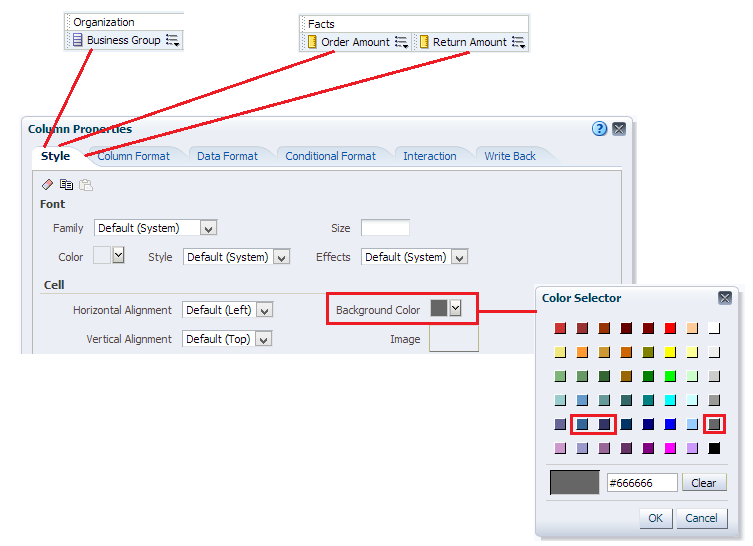 Organization
Business Group
Facts
Order Amount
Return Amount
Column Properties
?
Style
Column Format
Data Format
Conditional Format
Interaction
Write Back
Font
Family
Default (System)
Size
Color
Style
Default (System)
Effects
Default (System)
Cell
Horizontal Alignment
Default (Left)
Background Color
Vertical Alignment
Default (Top)
Image
Color Selector
#666666
Clear
OK
Cancel